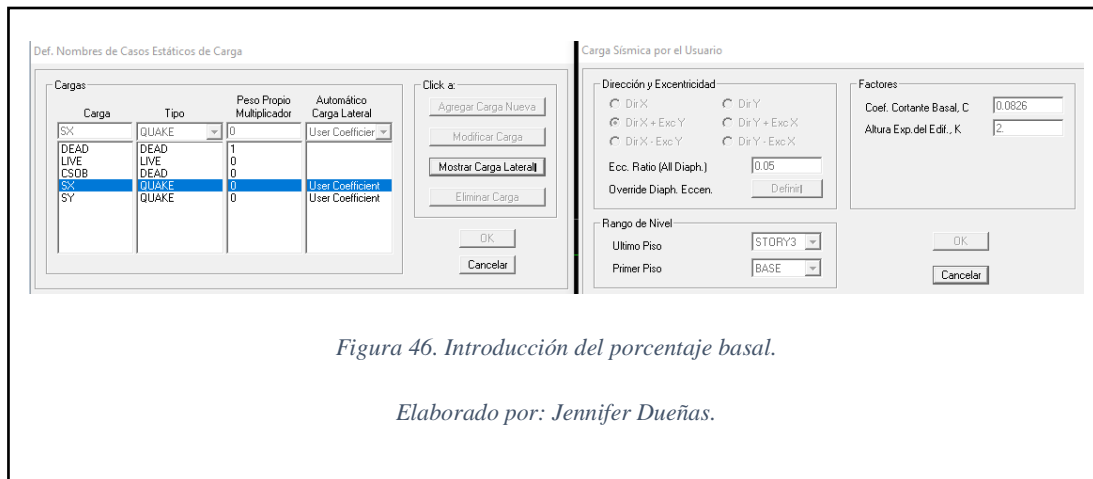 Def. Nombres de Casos Estáticos de Carga
Cargas
Carga Tipo Peso Propio Multiplicador Automático Carga Lateral
SX QUAKE 0 User Coefficier
DEAD DEAD 1
LIVE LIVE 0
CSOB DEAD 0
SX QUAKE 0 User Coefficient
SY QUAKE 0 User Coefficient
Click a:
Agregar Carga Nueva
Modificar Carga
Mostrar Carga Lateral
Eliminar Carga
OK
Cancelar
Carga Sísmica por el Usuario
Dirección y Excentricidad
Dir X Dir Y
Dir X + Exc Y Dir Y + Exc X
Dir X - Exc Y Dir Y - Exc X
Ecc. Ratio (All Diaph.) 0.05
Override Diaph. Eccen. Definir
Rango de Nivel
Ultimo Piso STORY3
Primer Piso BASE
Factores
Coef. Cortante Basal, C 0.0826
Altura Exp.del Edif., K 2.
OK
Cancelar
Figura 46. Introducción del porcentaje basal.
Elaborado por: Jennifer Dueñas.